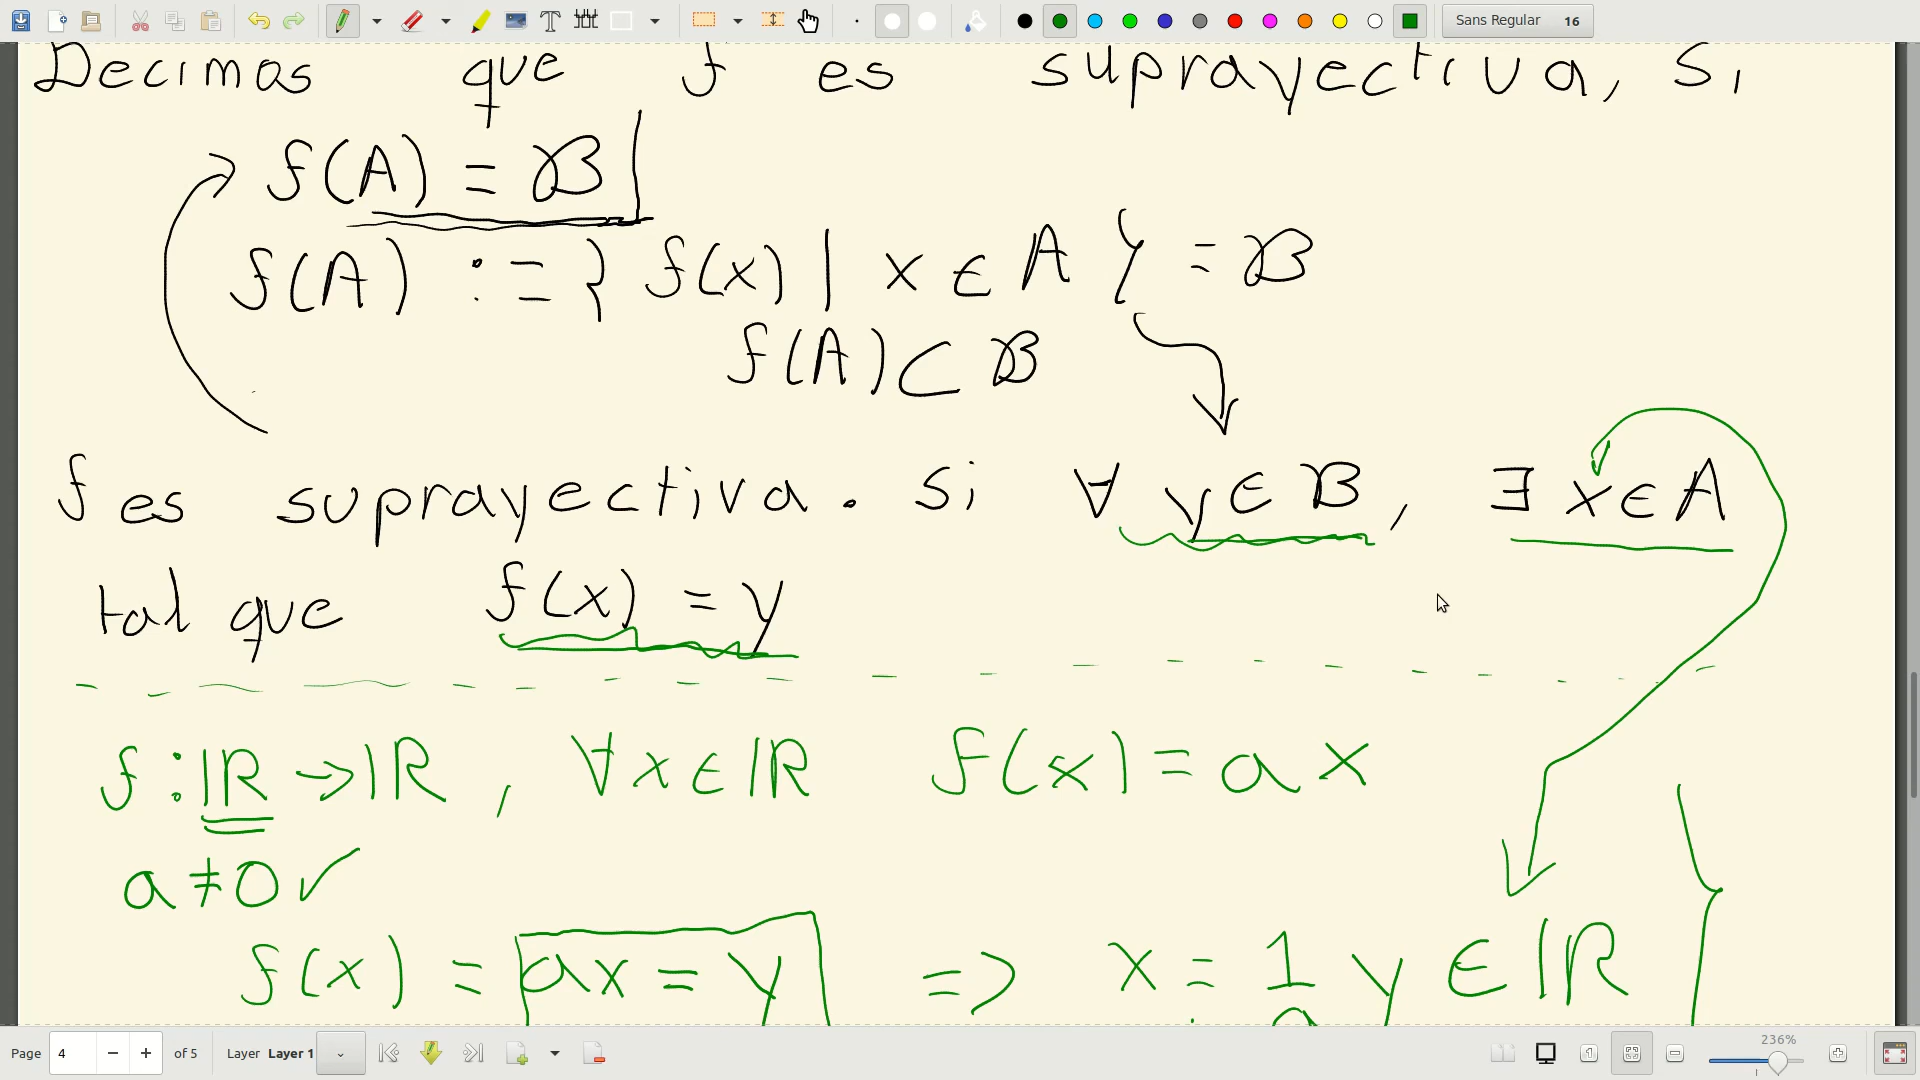 Sans Regular 16
Decimos que f es suprayectiva, si
f(A) = B
f(A) := { f(x) | x ∈ A } = B
f(A) ⊂ B
f es suprayectiva. si ∀ y ∈ B, ∃ x ∈ A
tal que f(x) = y
f : ℝ → ℝ, ∀ x ∈ ℝ f(x) = a x
a ≠ 0 ✓
f(x) = ax = y => x = 1/a y ∈ ℝ
Page 4 of 5 Layer Layer 1 236%